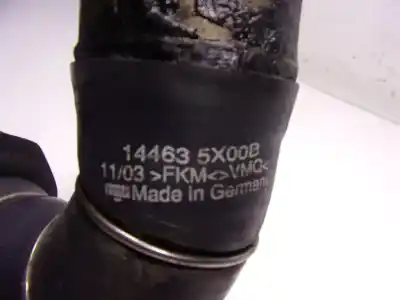 14463 5X00B
11/03 >FKM<>VMQ<
Made in Germany